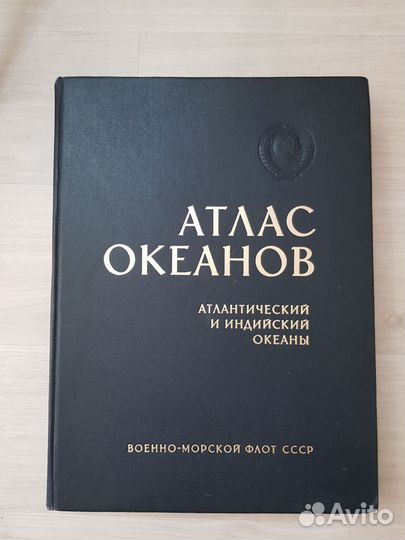 АТЛАС
ОКЕАНОВ
АТЛАНТИЧЕСКИЙ
И ИНДИЙСКИЙ
ОКЕАНЫ
ВОЕННО-МОРСКОЙ ФЛОТ СССР
Avito